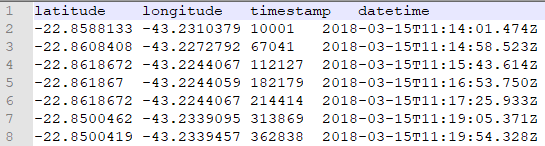 1 latitude longitude timestamp datetime
2 -22.8588133 -43.2310379 10001 2018-03-15T11:14:01.474Z
3 -22.8608408 -43.2272792 67041 2018-03-15T11:14:58.523Z
4 -22.8618672 -43.2244067 112127 2018-03-15T11:15:43.614Z
5 -22.861867 -43.2244059 182179 2018-03-15T11:16:53.750Z
6 -22.8618672 -43.2244067 214414 2018-03-15T11:17:25.933Z
7 -22.8500462 -43.2339095 313869 2018-03-15T11:19:05.371Z
8 -22.8500419 -43.2339457 362838 2018-03-15T11:19:54.328Z